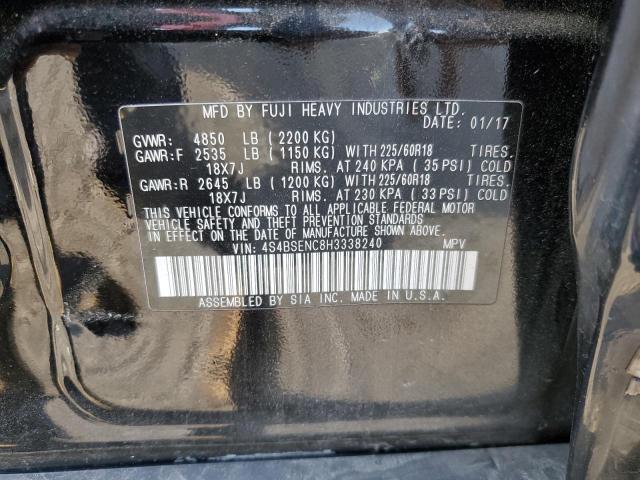 MFD BY FUJI HEAVY INDUSTRIES LTD.
DATE: 01/17
GVWR: 4850 LB (2200 KG)
GAWR:F 2535 LB (1150 KG) WITH 225/60R18 TIRES.
18X7J RIMS. AT 240 KPA (35 PSI) COLD
GAWR:R 2645 LB (1200 KG) WITH 225/60R18 TIRES.
18X7J RIMS. AT 230 KPA (33 PSI) COLD
THIS VEHICLE CONFORMS TO ALL APPLICABLE FEDERAL MOTOR
VEHICLE SAFETY AND THEFT PREVENTION STANDARDS
IN EFFECT ON THE DATE OF MANUFACTURE SHOWN ABOVE.
VIN: 4S4BSENC8H3338240 MPV
ASSEMBLED BY SIA INC. MADE IN U.S.A.